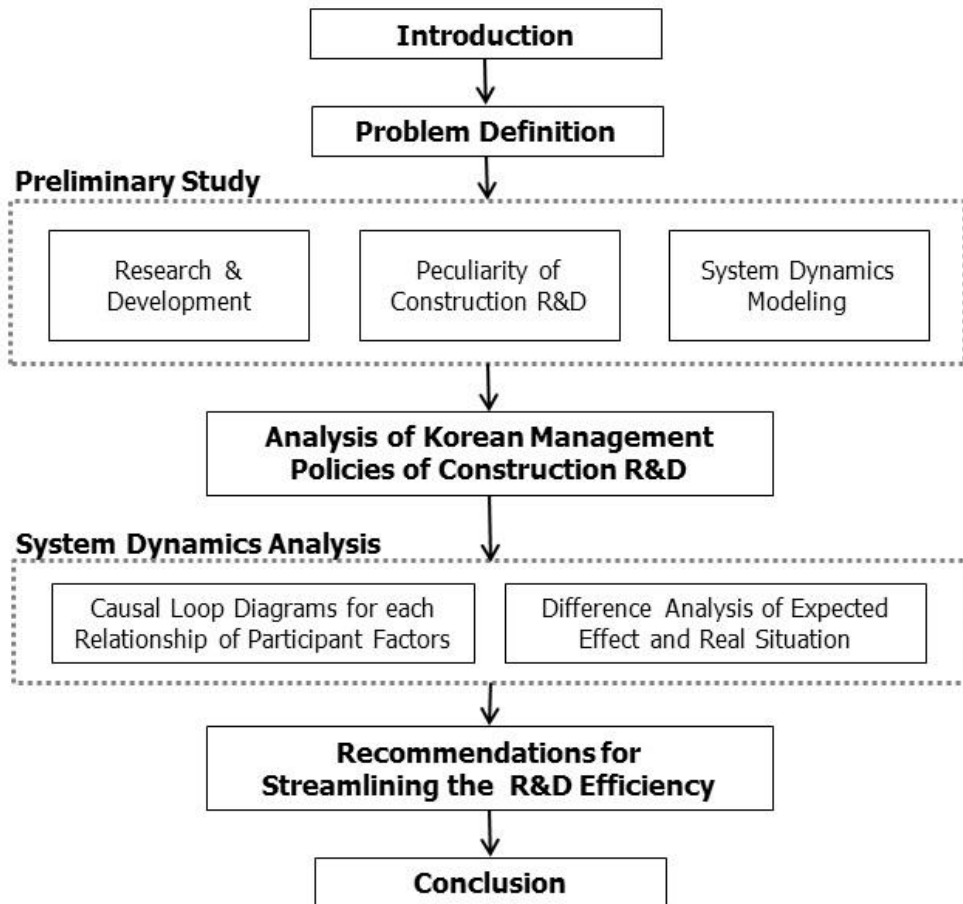 Introduction
Problem Definition
Preliminary Study
Research &
Development
Peculiarity of
Construction R&D
System Dynamics
Modeling
Analysis of Korean Management
Policies of Construction R&D
System Dynamics Analysis
Causal Loop Diagrams for each
Relationship of Participant Factors
Difference Analysis of Expected
Effect and Real Situation
Recommendations for
Streamlining the R&D Efficiency
Conclusion